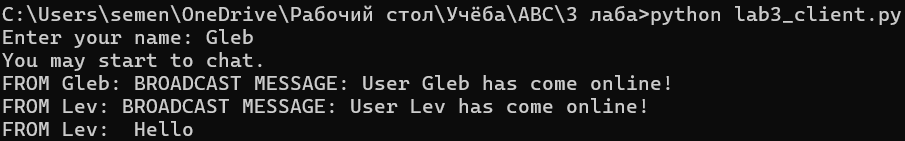 C:\Users\semen\OneDrive\Рабочий стол\Учёба\АВС\3 лаба>python lab3_client.py
Enter your name: Gleb
You may start to chat.
FROM Gleb: BROADCAST MESSAGE: User Gleb has come online!
FROM Lev: BROADCAST MESSAGE: User Lev has come online!
FROM Lev:  Hello